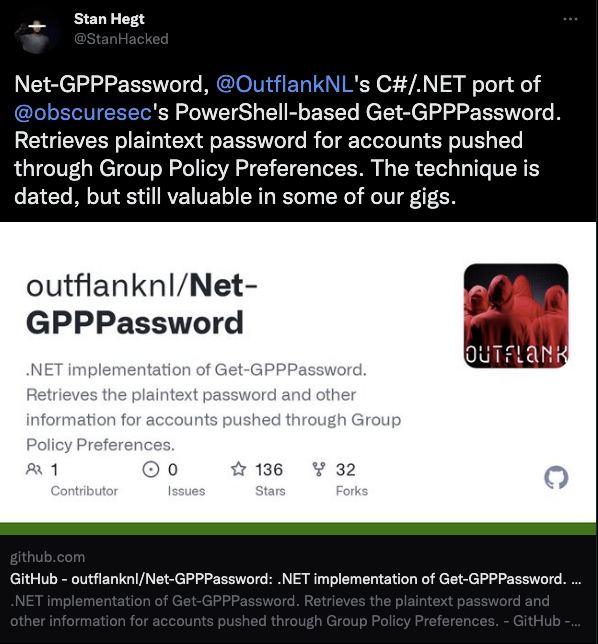 Stan Hegt
@StanHacked
Net-GPPPassword, @OutflankNL's C#/.NET port of
@obscuresec's PowerShell-based Get-GPPPassword.
Retrieves plaintext password for accounts pushed
through Group Policy Preferences. The technique is
dated, but still valuable in some of our gigs.
outflanknl/Net-
GPPPassword
OUTFLANK
.NET implementation of Get-GPPPassword.
Retrieves the plaintext password and other
information for accounts pushed through Group
Policy Preferences.
1 0 136 32
Contributor Issues Stars Forks
github.com
GitHub - outflanknl/Net-GPPPassword: .NET implementation of Get-GPPPassword. ...
.NET implementation of Get-GPPPassword. Retrieves the plaintext password and
other information for accounts pushed through Group Policy Preferences. - GitHub -...